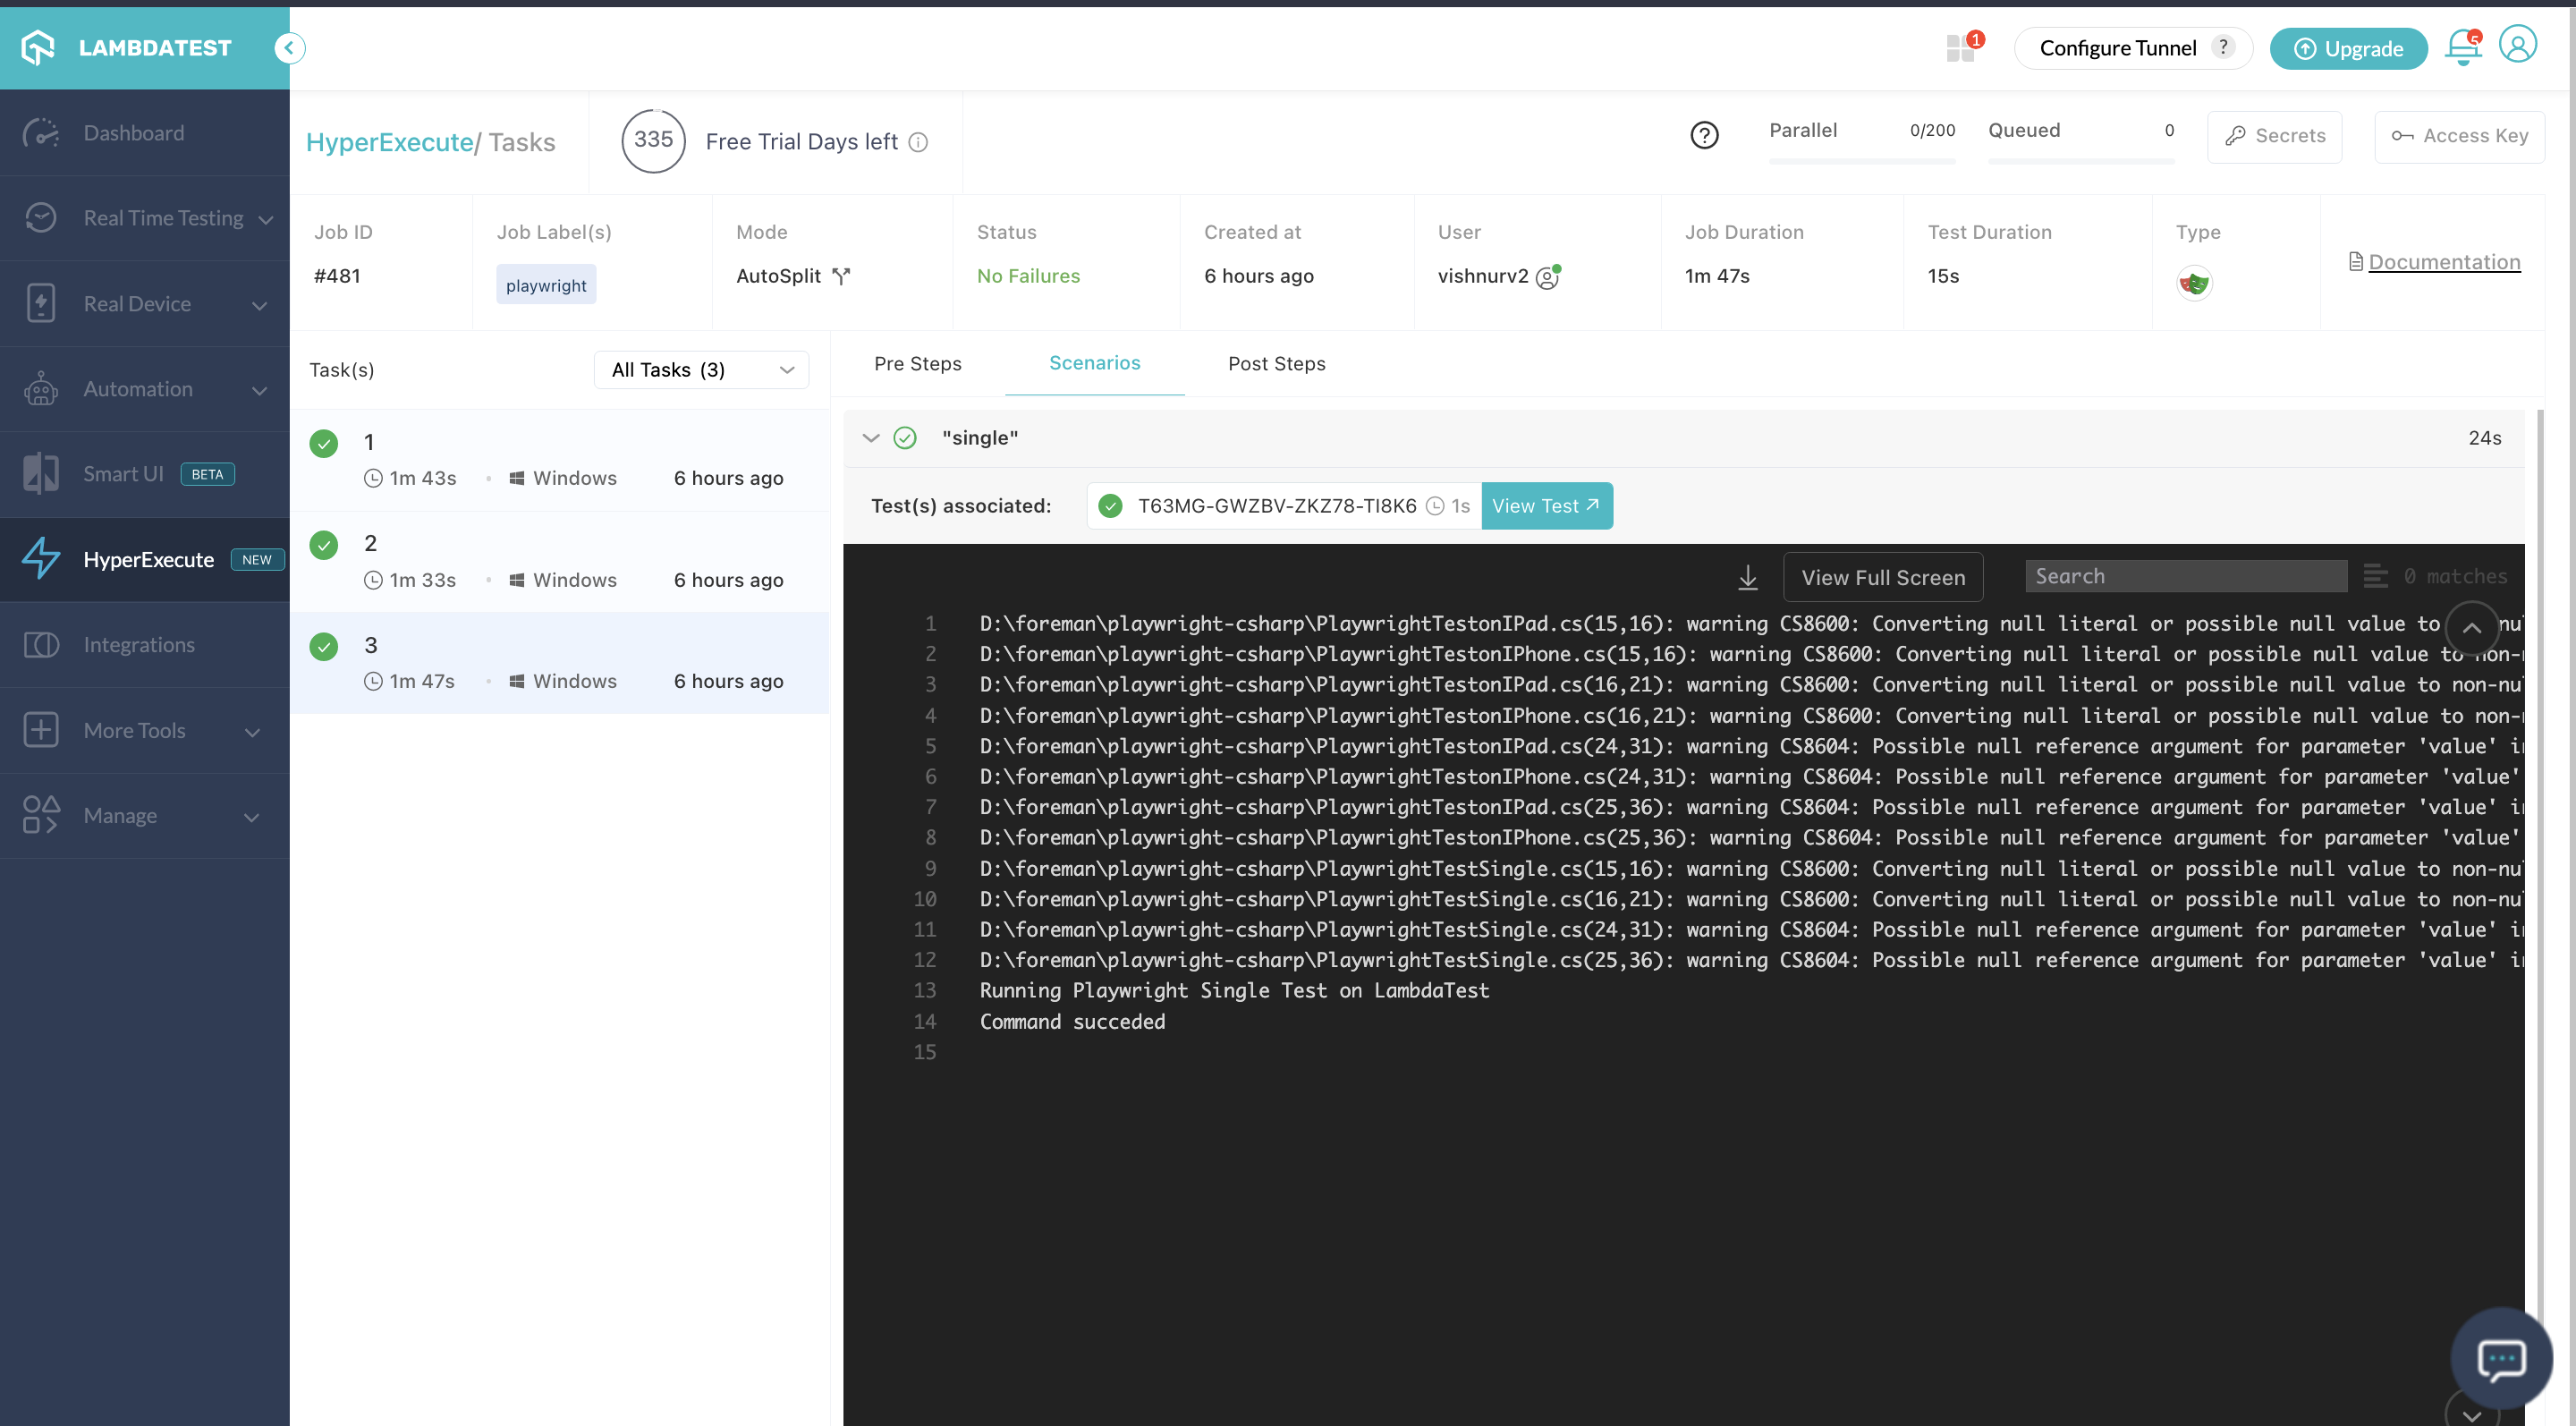 LAMBDATEST
1
Configure Tunnel ?
Upgrade
5
Dashboard
Real Time Testing
Real Device
Automation
Smart UI BETA
HyperExecute NEW
Integrations
More Tools
Manage
HyperExecute/ Tasks
335 Free Trial Days left
Parallel 0/200
Queued 0
Secrets
Access Key
Job ID
#481
Job Label(s)
playwright
Mode
AutoSplit
Status
No Failures
Created at
6 hours ago
User
vishnurv2
Job Duration
1m 47s
Test Duration
15s
Type
Documentation
Task(s) All Tasks (3)
1
1m 43s Windows 6 hours ago
2
1m 33s Windows 6 hours ago
3
1m 47s Windows 6 hours ago
Pre Steps Scenarios Post Steps
"single" 24s
Test(s) associated: T63MG-GWZBV-ZKZ78-TI8K6 1s View Test
View Full Screen Search 0 matches
1 D:\foreman\playwright-csharp\PlaywrightTestonIPad.cs(15,16): warning CS8600: Converting null literal or possible null value to
2 D:\foreman\playwright-csharp\PlaywrightTestonIPhone.cs(15,16): warning CS8600: Converting null literal or possible null value to non-
3 D:\foreman\playwright-csharp\PlaywrightTestonIPad.cs(16,21): warning CS8600: Converting null literal or possible null value to non-nu
4 D:\foreman\playwright-csharp\PlaywrightTestonIPhone.cs(16,21): warning CS8600: Converting null literal or possible null value to non-
5 D:\foreman\playwright-csharp\PlaywrightTestonIPad.cs(24,31): warning CS8604: Possible null reference argument for parameter 'value' i
6 D:\foreman\playwright-csharp\PlaywrightTestonIPhone.cs(24,31): warning CS8604: Possible null reference argument for parameter 'value'
7 D:\foreman\playwright-csharp\PlaywrightTestonIPad.cs(25,36): warning CS8604: Possible null reference argument for parameter 'value' i
8 D:\foreman\playwright-csharp\PlaywrightTestonIPhone.cs(25,36): warning CS8604: Possible null reference argument for parameter 'value'
9 D:\foreman\playwright-csharp\PlaywrightTestSingle.cs(15,16): warning CS8600: Converting null literal or possible null value to non-nu
10 D:\foreman\playwright-csharp\PlaywrightTestSingle.cs(16,21): warning CS8600: Converting null literal or possible null value to non-nu
11 D:\foreman\playwright-csharp\PlaywrightTestSingle.cs(24,31): warning CS8604: Possible null reference argument for parameter 'value' i
12 D:\foreman\playwright-csharp\PlaywrightTestSingle.cs(25,36): warning CS8604: Possible null reference argument for parameter 'value' i
13 Running Playwright Single Test on LambdaTest
14 Command succeded
15